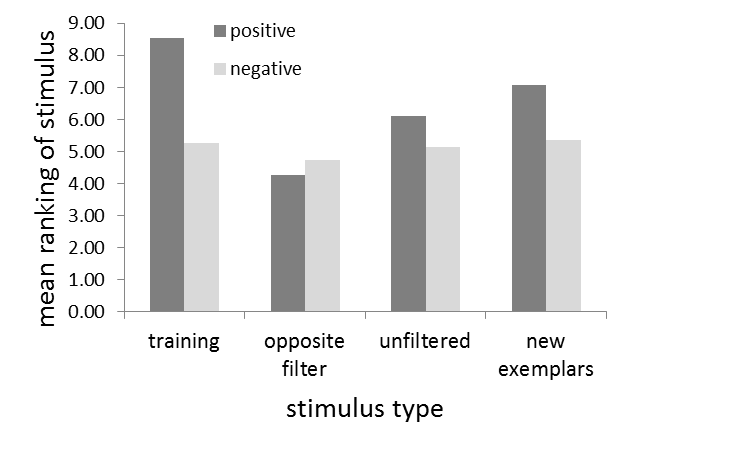 mean ranking of stimulus
9.00
8.00
7.00
6.00
5.00
4.00
3.00
2.00
1.00
0.00
positive
negative
training
opposite
filter
unfiltered
new
exemplars
stimulus type